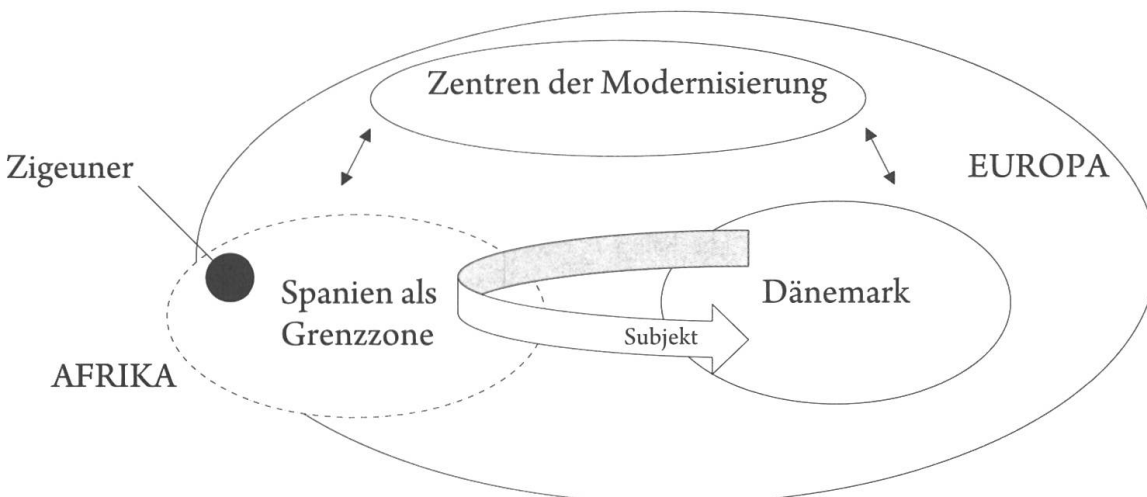 Zentren der Modernisierung
Zigeuner
EUROPA
Spanien als
Grenzzone
Dänemark
Subjekt
AFRIKA